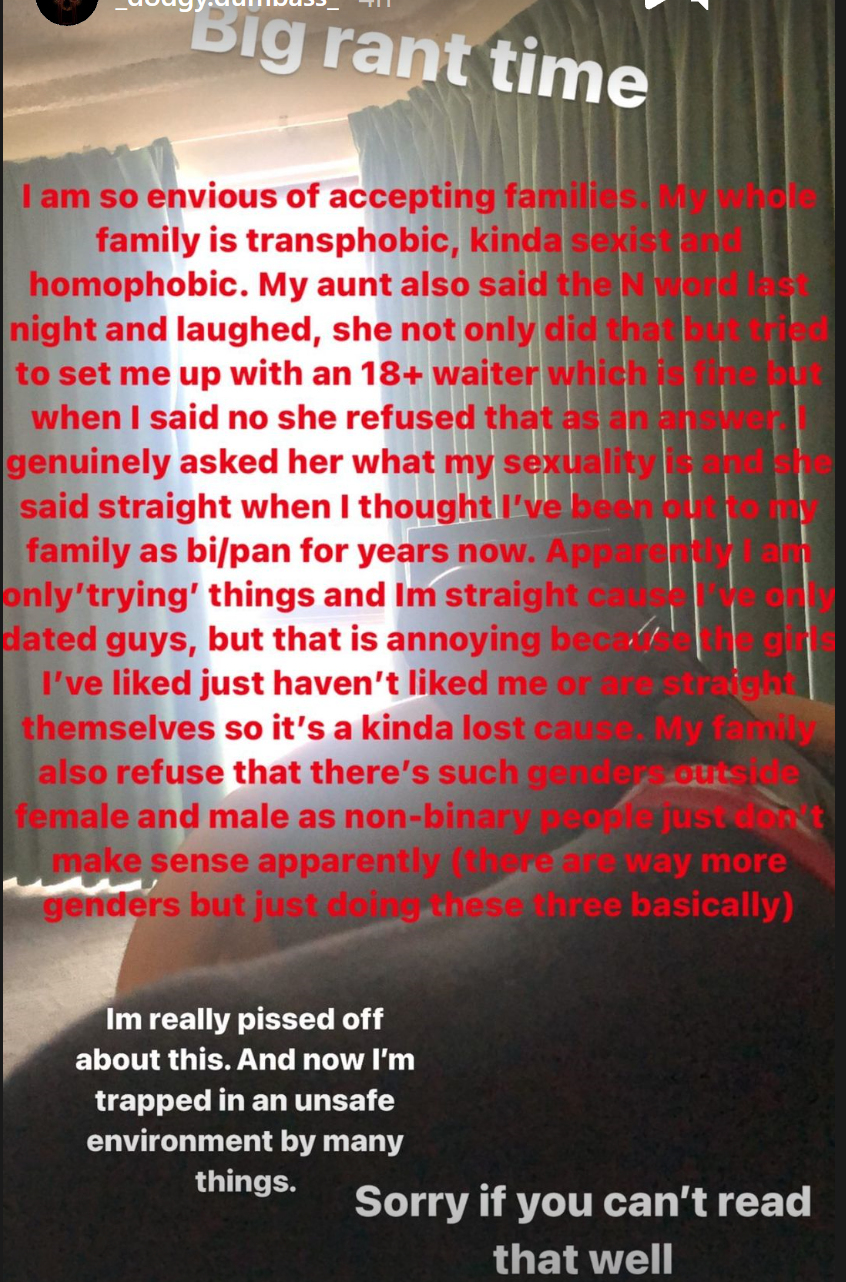 _dodgy.dumbass_ 4h
Big rant time
I am so envious of accepting families. My whole
family is transphobic, kinda sexist and
homophobic. My aunt also said the N word last
night and laughed, she not only did that but tried
to set me up with an 18+ waiter which is fine but
when I said no she refused that as an answer. I
genuinely asked her what my sexuality is and she
said straight when I thought I’ve been out to my
family as bi/pan for years now. Apparently I am
only’trying’ things and Im straight cause I’ve only
dated guys, but that is annoying because the girls
I’ve liked just haven’t liked me or are straight
themselves so it’s a kinda lost cause. My family
also refuse that there’s such genders outside
female and male as non-binary people just don’t
make sense apparently (there are way more
genders but just doing these three basically)
Im really pissed off
about this. And now I’m
trapped in an unsafe
environment by many
things.
Sorry if you can’t read
that well